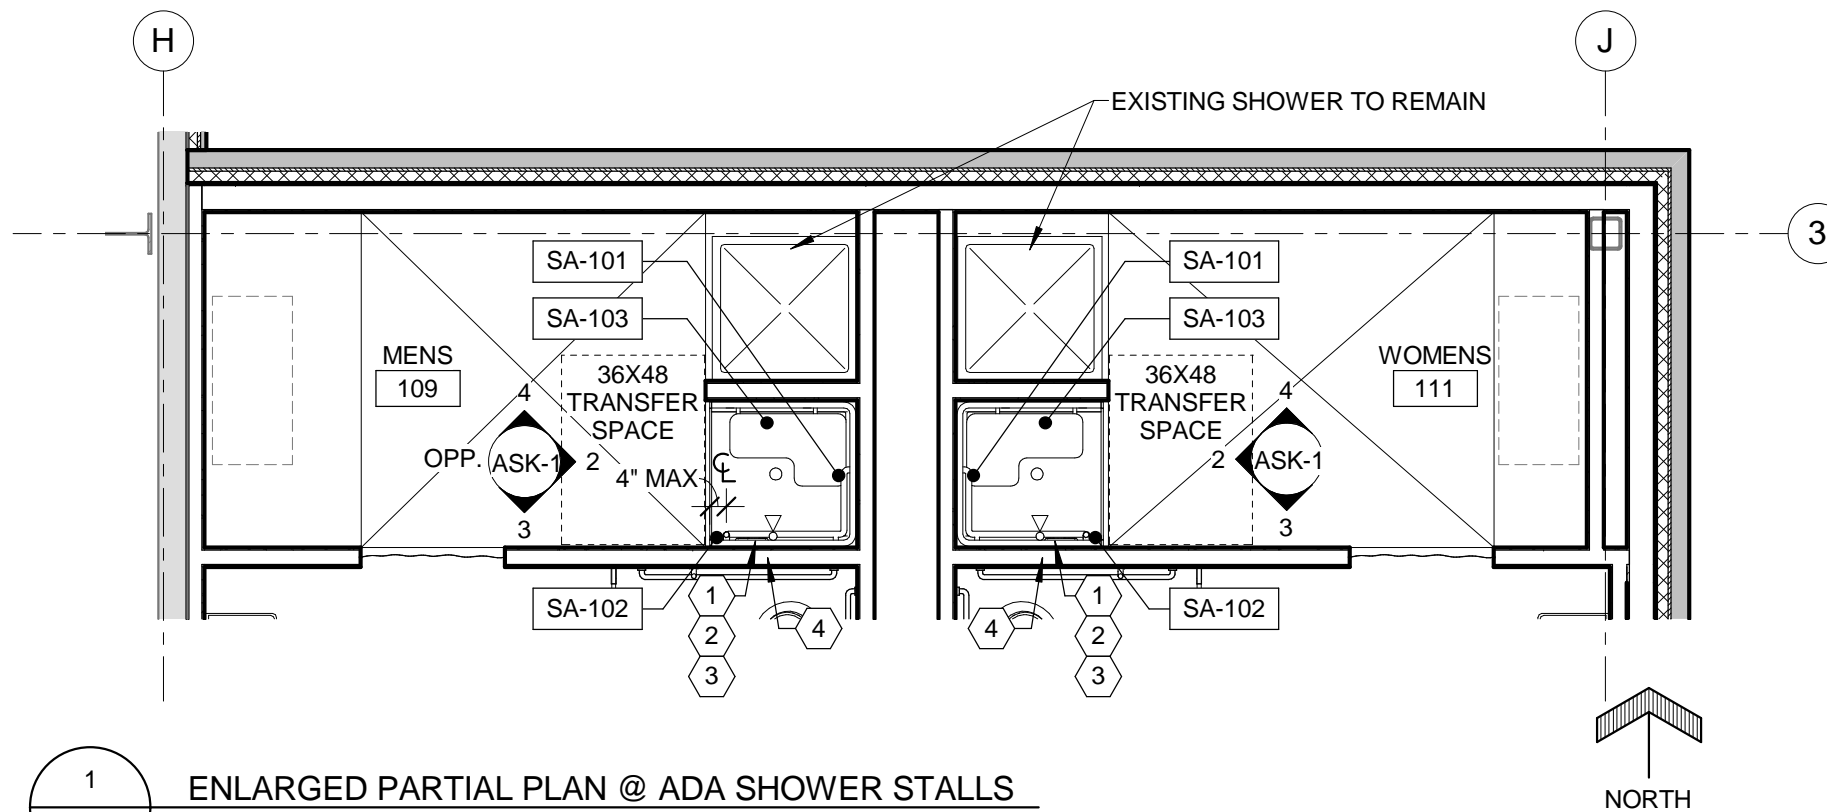 H
J
EXISTING SHOWER TO REMAIN
3
SA-101
SA-101
SA-103
SA-103
MENS
109
WOMENS
111
36X48
TRANSFER
SPACE
36X48
TRANSFER
SPACE
4
4
OPP.
ASK-1
2
2
ASK-1
3
3
4" MAX
CL
SA-102
SA-102
1
2
3
4
4
1
2
3
1
ENLARGED PARTIAL PLAN @ ADA SHOWER STALLS
NORTH